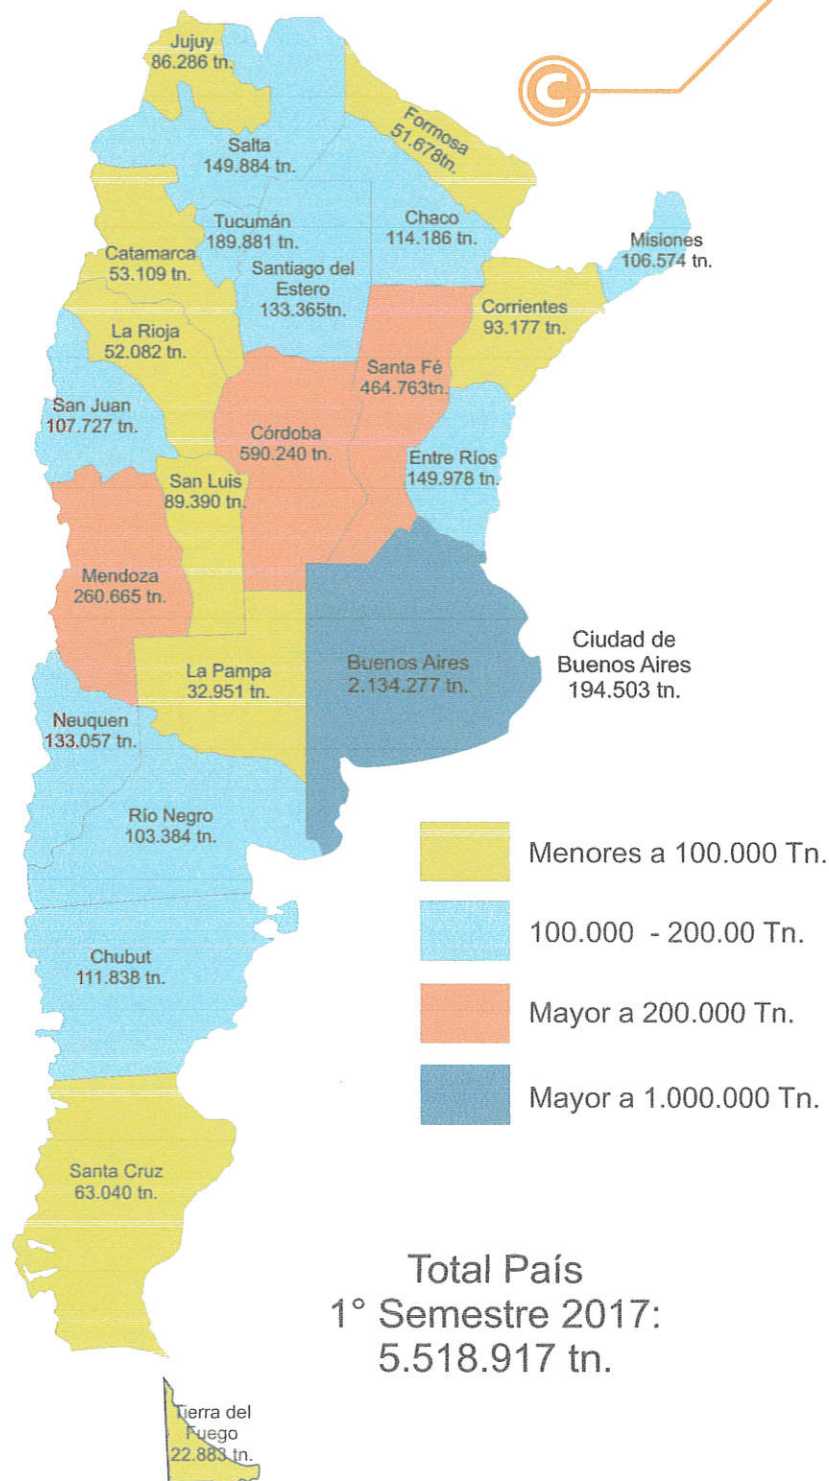 Jujuy
86.286 tn.
C
Formosa
51.678tn.
Salta
149.884 tn.
Tucumán
189.881 tn.
Chaco
114.186 tn.
Misiones
106.574 tn.
Catamarca
53.109 tn.
Santiago del
Estero
133.365tn.
Corrientes
93.177 tn.
La Rioja
52.082 tn.
Santa Fé
464.763tn.
San Juan
107.727 tn.
Córdoba
590.240 tn.
Entre Ríos
149.978 tn.
San Luis
89.390 tn.
Mendoza
260.665 tn.
Ciudad de
Buenos Aires
194.503 tn.
La Pampa
32.951 tn.
Buenos Aires
2.134.277 tn.
Neuquen
133.057 tn.
Río Negro
103.384 tn.
Menores a 100.000 Tn.
100.000 - 200.00 Tn.
Chubut
111.838 tn.
Mayor a 200.000 Tn.
Mayor a 1.000.000 Tn.
Santa Cruz
63.040 tn.
Total País
1° Semestre 2017:
5.518.917 tn.
Tierra del
Fuego
22.883 tn.